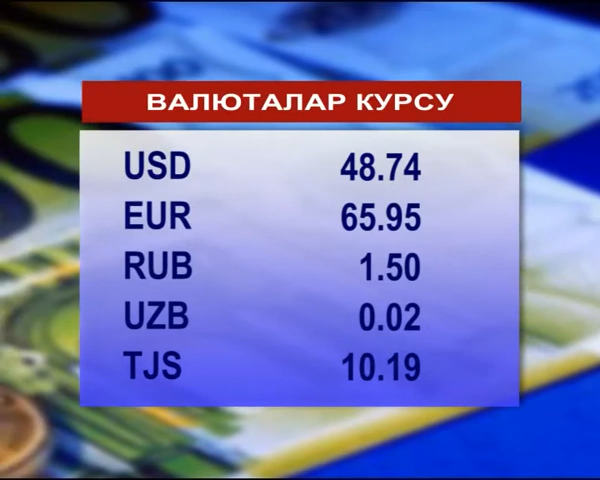 ВАЛЮТАЛАР КУРСУ
USD 48.74
EUR 65.95
RUB 1.50
UZB 0.02
TJS 10.19